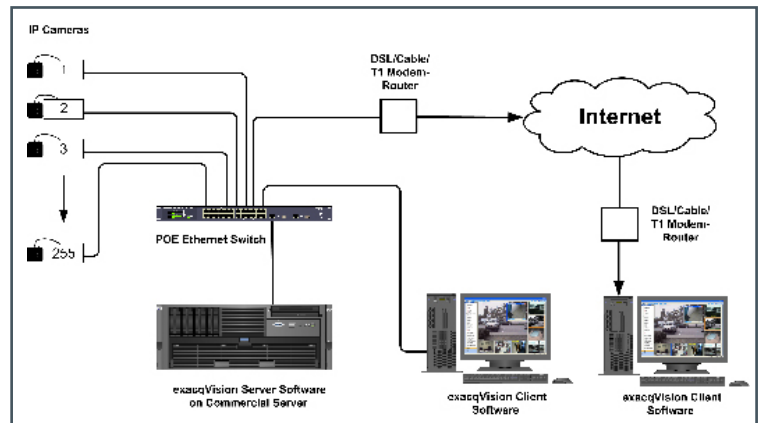 IP Cameras
1
2
3
255
DSL/Cable/
T1 Modem-
Router
Internet
DSL/Cable/
T1 Modem-
Router
POE Ethernet Switch
exacqVision Server Software
on Commercial Server
exacqVision Client
Software
exacqVision Client
Software